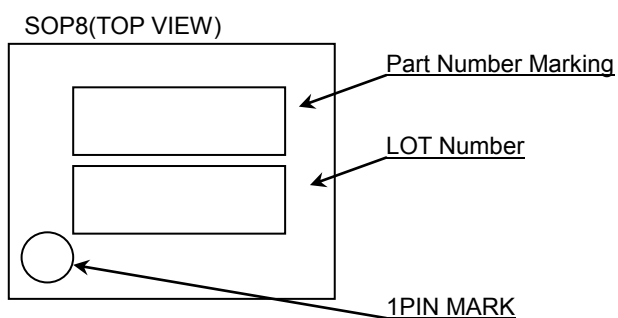 SOP8(TOP VIEW)
Part Number Marking
LOT Number
1PIN MARK